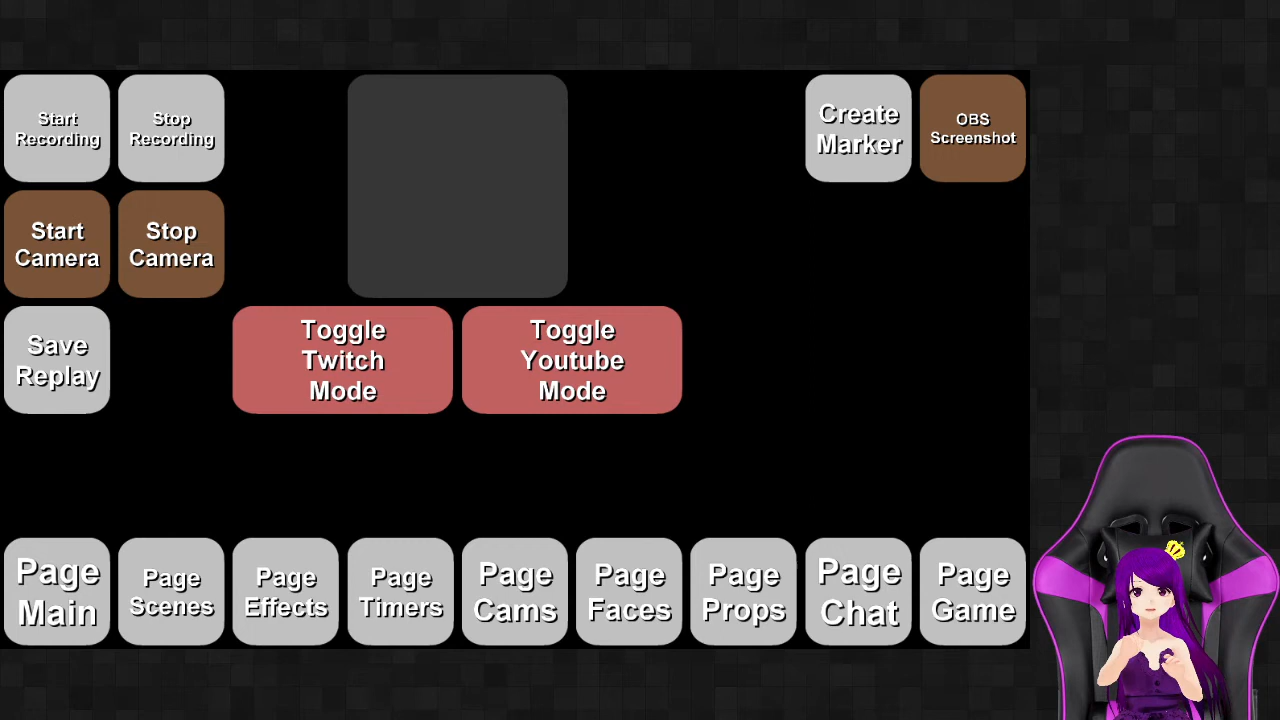 Start
Recording
Stop
Recording
Create
Marker
OBS
Screenshot
Start
Camera
Stop
Camera
Save
Replay
Toggle
Twitch
Mode
Toggle
Youtube
Mode
Page
Main
Page
Scenes
Page
Effects
Page
Timers
Page
Cams
Page
Faces
Page
Props
Page
Chat
Page
Game